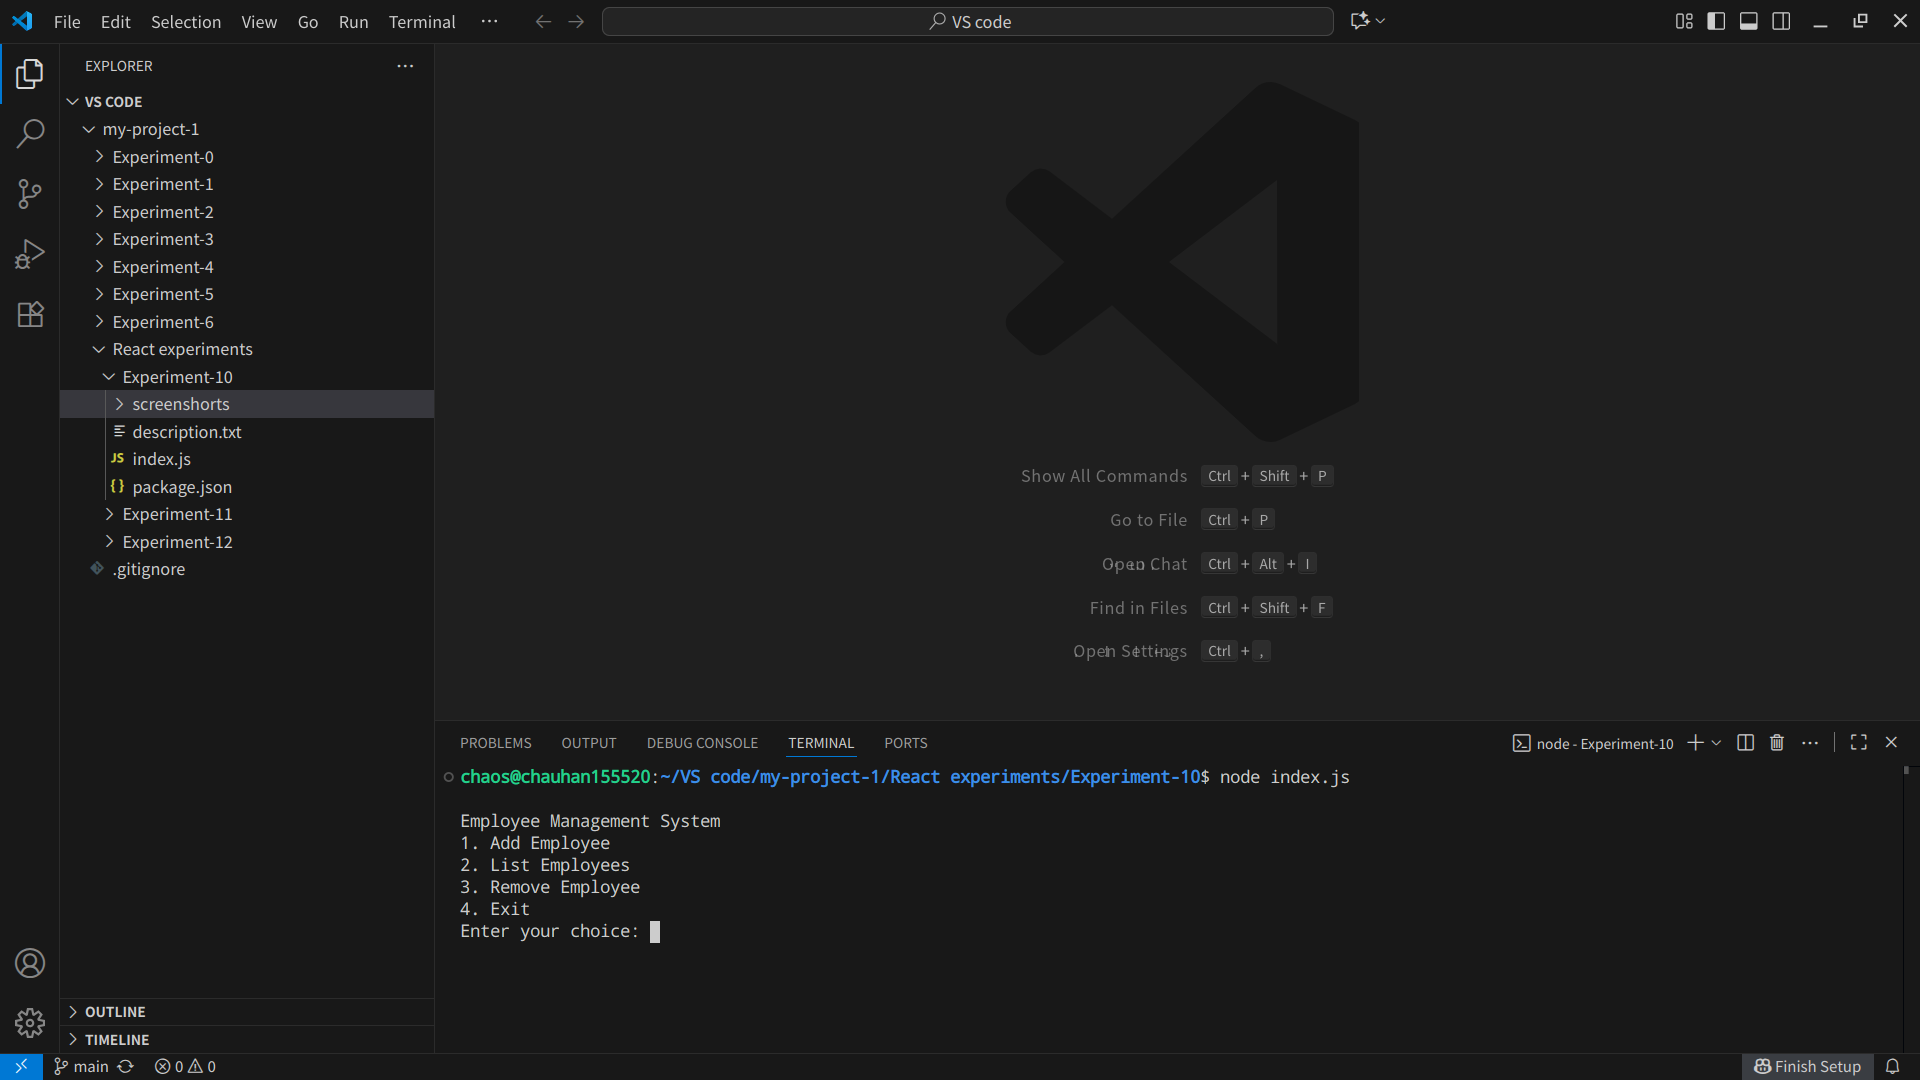 File Edit Selection View Go Run Terminal ···
VS code
EXPLORER
VS CODE
my-project-1
Experiment-0
Experiment-1
Experiment-2
Experiment-3
Experiment-4
Experiment-5
Experiment-6
React experiments
Experiment-10
screenshorts
description.txt
JS index.js
{} package.json
Experiment-11
Experiment-12
.gitignore
OUTLINE
TIMELINE
Show All Commands Ctrl + Shift + P
Go to File Ctrl + P
Open Chat Ctrl + Alt + I
Find in Files Ctrl + Shift + F
Open Settings Ctrl + ,
PROBLEMS OUTPUT DEBUG CONSOLE TERMINAL PORTS
node - Experiment-10
chaos@chauhan155520:~/VS code/my-project-1/React experiments/Experiment-10$ node index.js
Employee Management System
1. Add Employee
2. List Employees
3. Remove Employee
4. Exit
Enter your choice:
main 0 0
Finish Setup